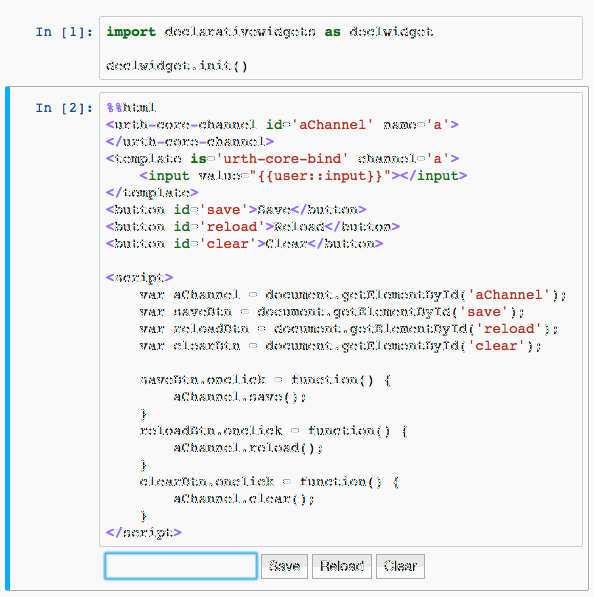 In [1]: import declarativewidgets as declwidget
declwidget.init()
In [2]: %%html
<urth-core-channel id='aChannel' name='a'>
</urth-core-channel>
<template is='urth-core-bind' channel='a'>
    <input value="{{user::input}}"></input>
</template>
<button id='save'>Save</button>
<button id='reload'>Reload</button>
<button id='clear'>Clear</button>
<script>
    var aChannel = document.getElementById('aChannel');
    var saveBtn = document.getElementById('save');
    var reloadBtn = document.getElementById('reload');
    var clearBtn = document.getElementById('clear');
    saveBtn.onclick = function() {
        aChannel.save();
    }
    reloadBtn.onclick = function() {
        aChannel.reload();
    }
    clearBtn.onclick = function() {
        aChannel.clear();
    }
</script>
Save Reload Clear